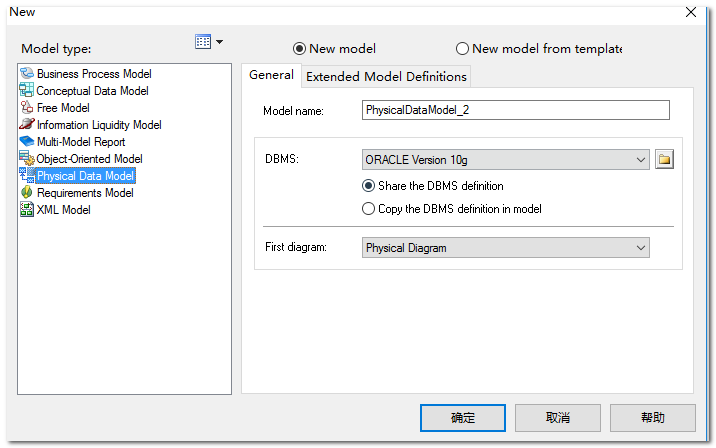 New
Model type:
New model
New model from template
Business Process Model
Conceptual Data Model
Free Model
Information Liquidity Model
Multi-Model Report
Object-Oriented Model
Physical Data Model
Requirements Model
XML Model
General
Extended Model Definitions
Model name:
PhysicalDataModel_2
DBMS:
ORACLE Version 10g
Share the DBMS definition
Copy the DBMS definition in model
First diagram:
Physical Diagram
确定
取消
帮助